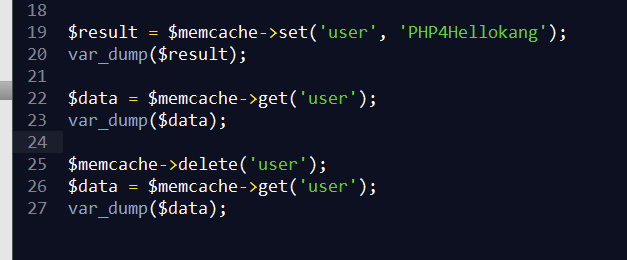 18
19 $result = $memcache->set('user', 'PHP4Hellokang');
20 var_dump($result);
21
22 $data = $memcache->get('user');
23 var_dump($data);
24
25 $memcache->delete('user');
26 $data = $memcache->get('user');
27 var_dump($data);